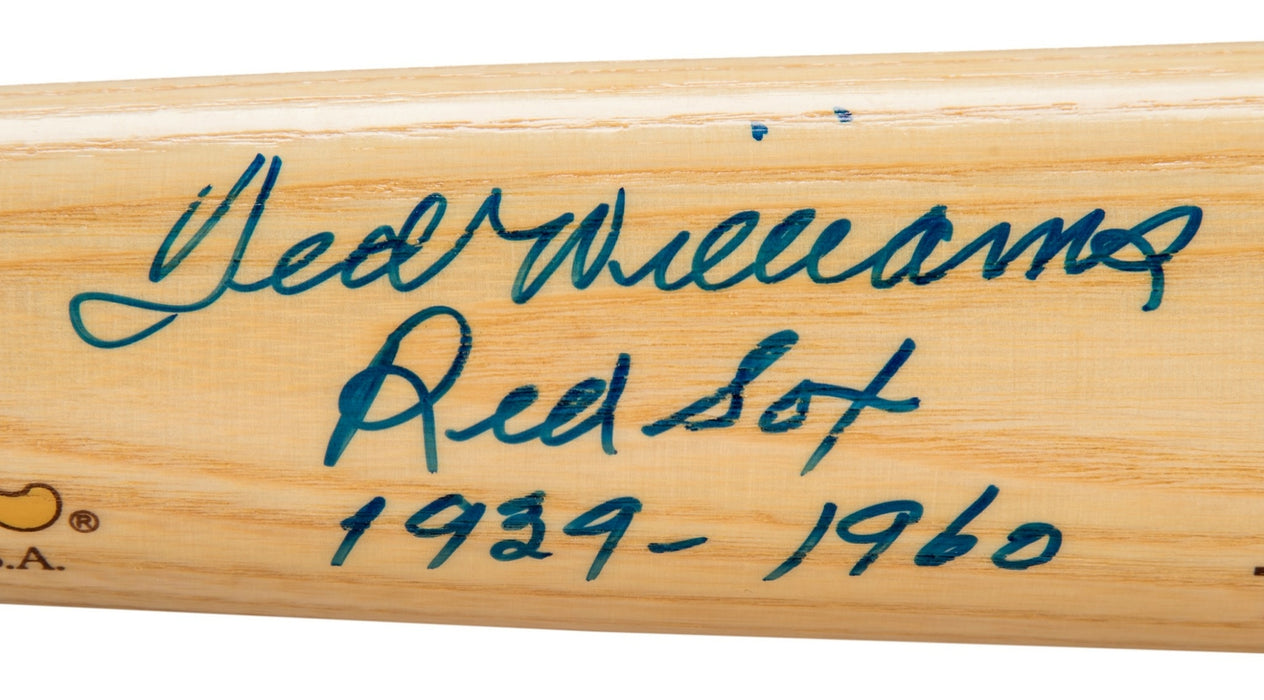 Ted Williams
Red Sox
1939-1960
®
.A.